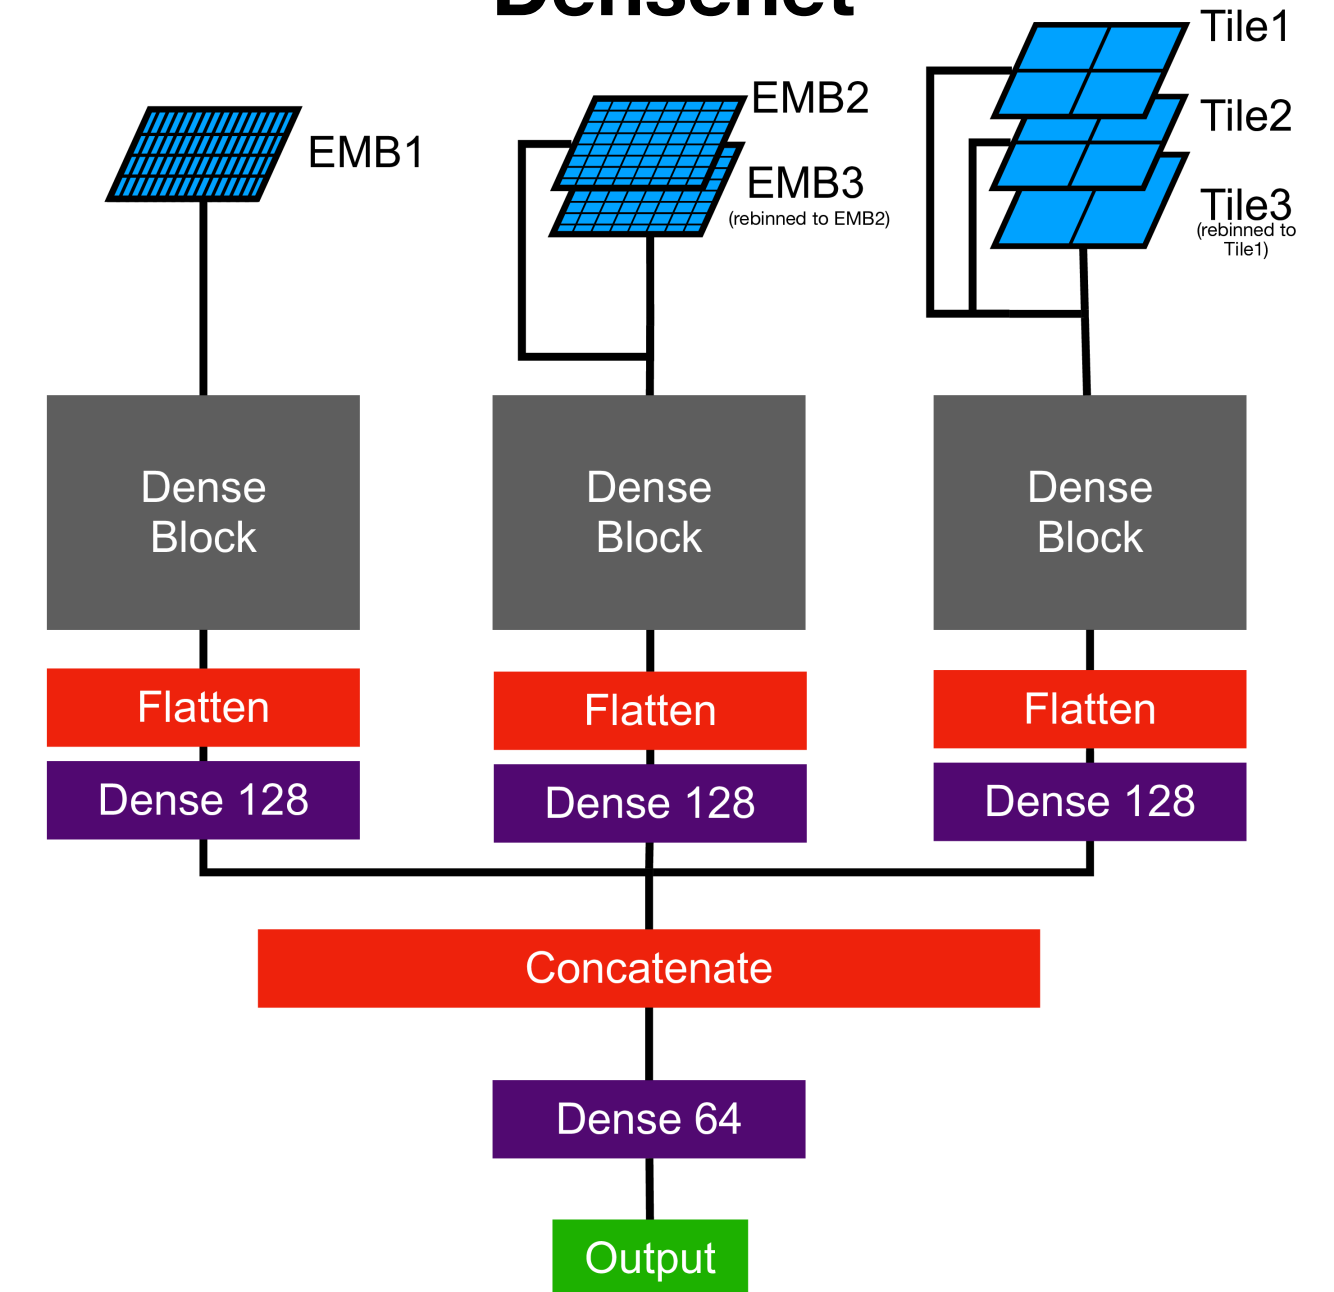 Densenet
Tile1
EMB2
Tile2
EMB1
EMB3
(rebinned to EMB2)
Tile3
(rebinned to
Tile1)
Dense
Block
Dense
Block
Dense
Block
Flatten
Flatten
Flatten
Dense 128
Dense 128
Dense 128
Concatenate
Dense 64
Output